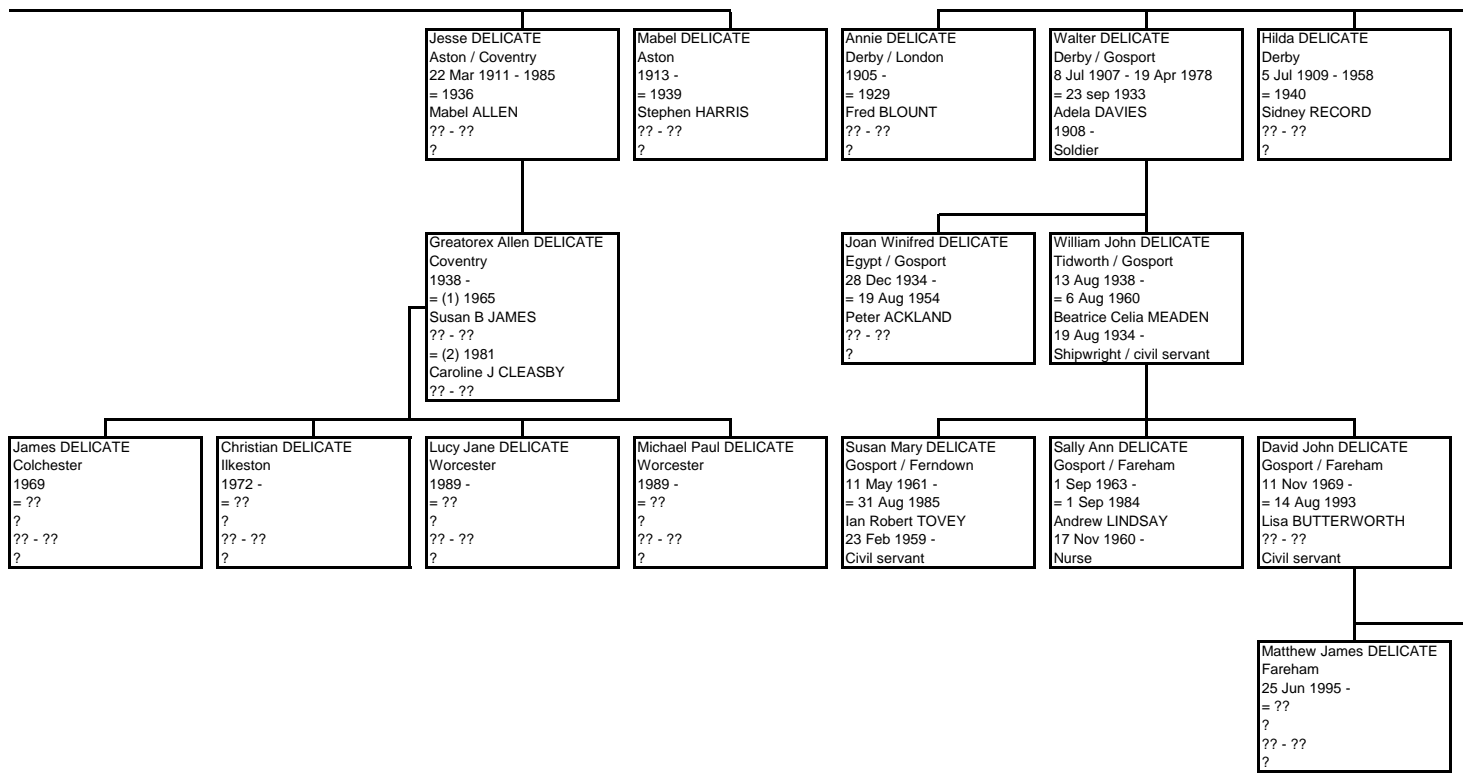 Jesse DELICATE
Aston / Coventry
22 Mar 1911 - 1985
= 1936
Mabel ALLEN
?? - ??
?
Mabel DELICATE
Aston
1913 -
= 1939
Stephen HARRIS
?? - ??
?
Annie DELICATE
Derby / London
1905 -
= 1929
Fred BLOUNT
?? - ??
?
Walter DELICATE
Derby / Gosport
8 Jul 1907 - 19 Apr 1978
= 23 sep 1933
Adela DAVIES
1908 -
Soldier
Hilda DELICATE
Derby
5 Jul 1909 - 1958
= 1940
Sidney RECORD
?? - ??
?
Greatorex Allen DELICATE
Coventry
1938 -
= (1) 1965
Susan B JAMES
?? - ??
= (2) 1981
Caroline J CLEASBY
?? - ??
Joan Winifred DELICATE
Egypt / Gosport
28 Dec 1934 -
= 19 Aug 1954
Peter ACKLAND
?? - ??
?
William John DELICATE
Tidworth / Gosport
13 Aug 1938 -
= 6 Aug 1960
Beatrice Celia MEADEN
19 Aug 1934 -
Shipwright / civil servant
James DELICATE
Colchester
1969
= ??
?
?? - ??
?
Christian DELICATE
Ilkeston
1972 -
= ??
?
?? - ??
?
Lucy Jane DELICATE
Worcester
1989 -
= ??
?
?? - ??
?
Michael Paul DELICATE
Worcester
1989 -
= ??
?
?? - ??
?
Susan Mary DELICATE
Gosport / Ferndown
11 May 1961 -
= 31 Aug 1985
Ian Robert TOVEY
23 Feb 1959 -
Civil servant
Sally Ann DELICATE
Gosport / Fareham
1 Sep 1963 -
= 1 Sep 1984
Andrew LINDSAY
17 Nov 1960 -
Nurse
David John DELICATE
Gosport / Fareham
11 Nov 1969 -
= 14 Aug 1993
Lisa BUTTERWORTH
?? - ??
Civil servant
Matthew James DELICATE
Fareham
25 Jun 1995 -
= ??
?
?? - ??
?